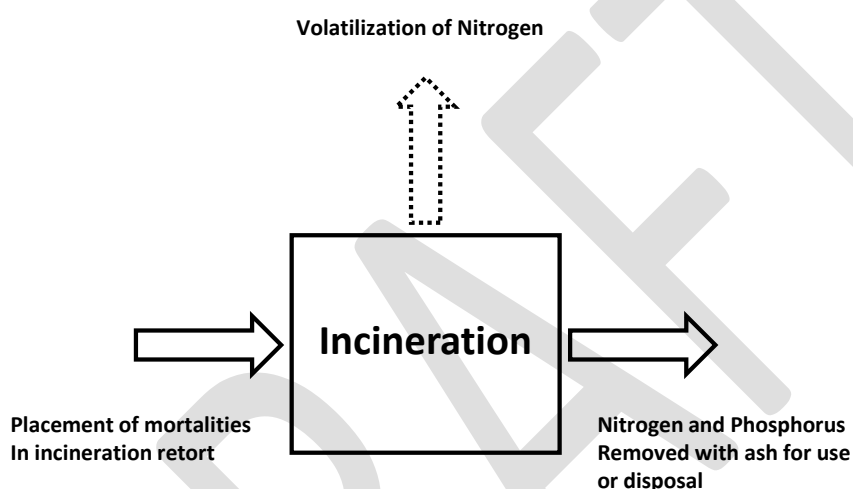 Volatilization of Nitrogen
Incineration
Placement of mortalities
In incineration retort
Nitrogen and Phosphorus
Removed with ash for use
or disposal
DRAFT